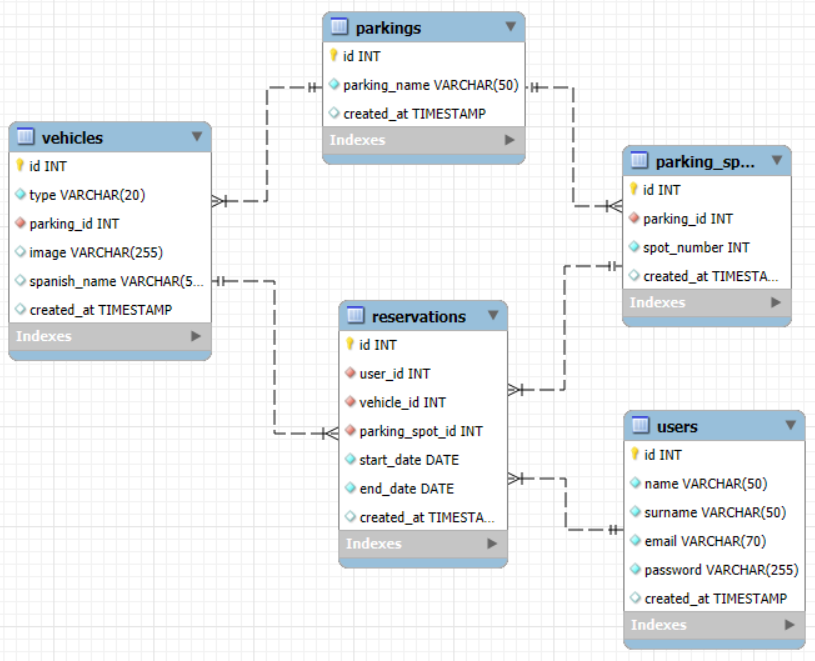 parkings
id INT
parking_name VARCHAR(50)
created_at TIMESTAMP
Indexes
vehicles
id INT
type VARCHAR(20)
parking_id INT
image VARCHAR(255)
spanish_name VARCHAR(5...
created_at TIMESTAMP
Indexes
parking_sp...
id INT
parking_id INT
spot_number INT
created_at TIMESTA...
Indexes
reservations
id INT
user_id INT
vehicle_id INT
parking_spot_id INT
start_date DATE
end_date DATE
created_at TIMESTA...
Indexes
users
id INT
name VARCHAR(50)
surname VARCHAR(50)
email VARCHAR(70)
password VARCHAR(255)
created_at TIMESTAMP
Indexes